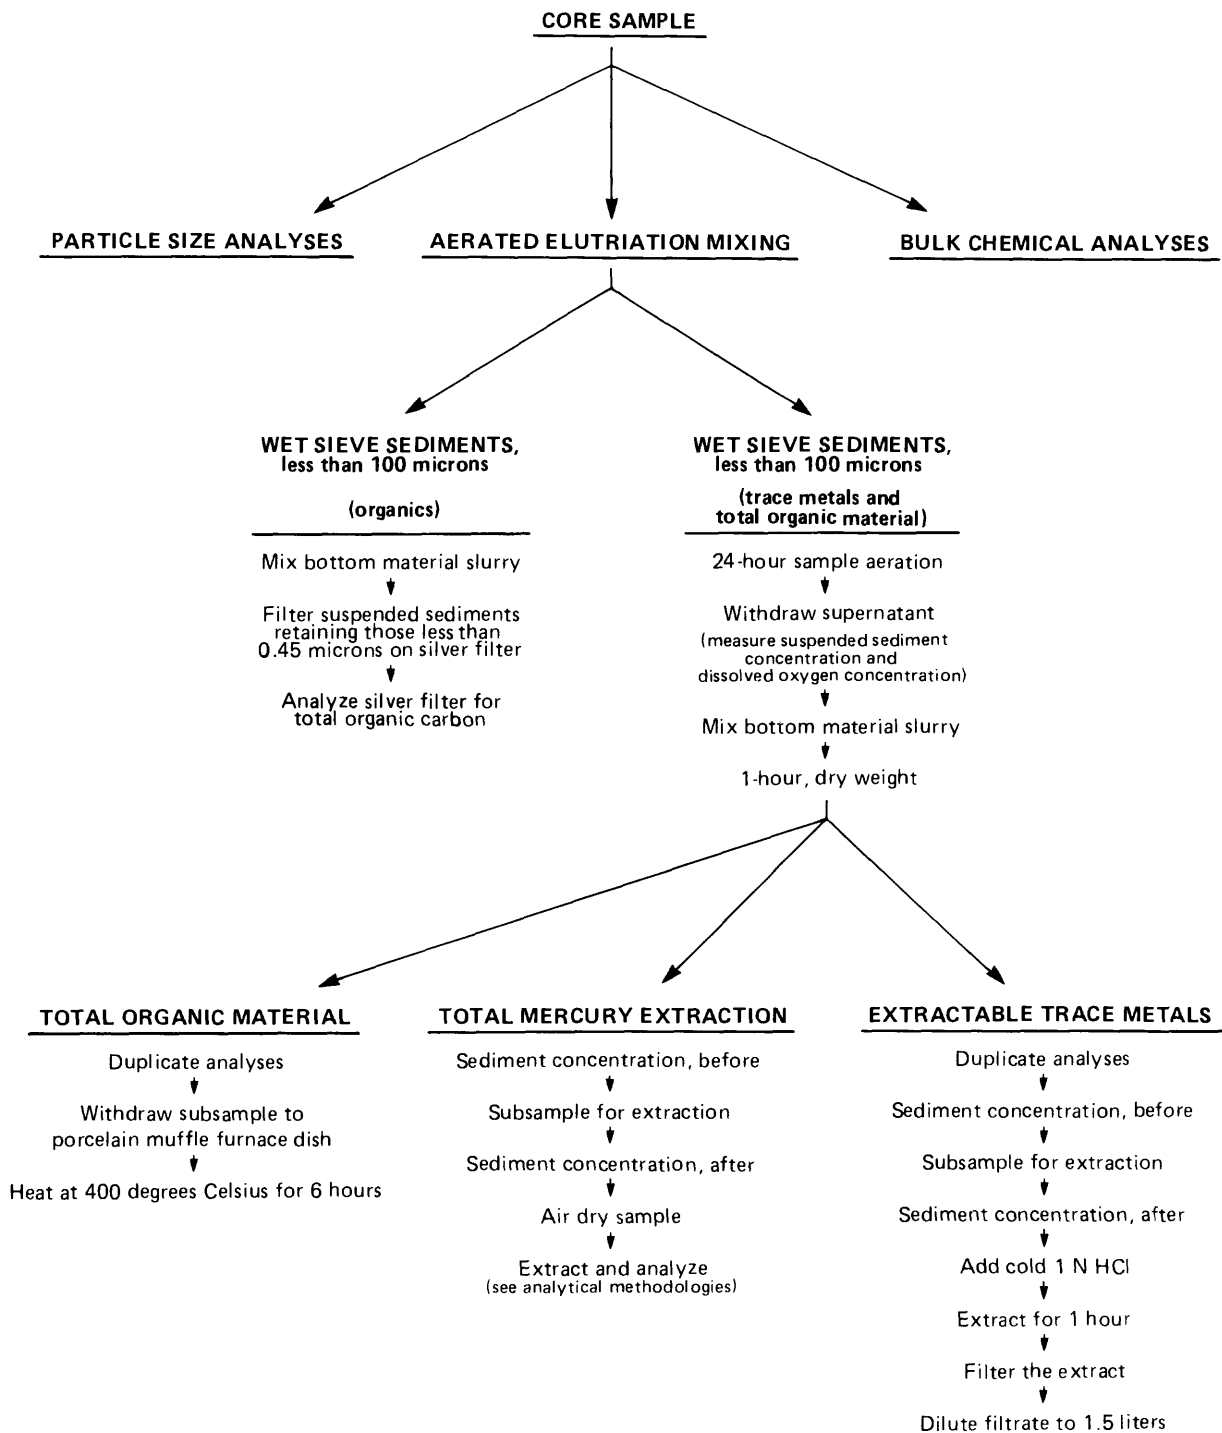 CORE SAMPLE
PARTICLE SIZE ANALYSES
AERATED ELUTRIATION MIXING
BULK CHEMICAL ANALYSES
WET SIEVE SEDIMENTS,
less than 100 microns
(organics)
Mix bottom material slurry
Filter suspended sediments
retaining those less than
0.45 microns on silver filter
Analyze silver filter for
total organic carbon
WET SIEVE SEDIMENTS,
less than 100 microns
(trace metals and
total organic material)
24-hour sample aeration
Withdraw supernatant
(measure suspended sediment
concentration and
dissolved oxygen concentration)
Mix bottom material slurry
1-hour, dry weight
TOTAL ORGANIC MATERIAL
Duplicate analyses
Withdraw subsample to
porcelain muffle furnace dish
Heat at 400 degrees Celsius for 6 hours
TOTAL MERCURY EXTRACTION
Sediment concentration, before
Subsample for extraction
Sediment concentration, after
Air dry sample
Extract and analyze
(see analytical methodologies)
EXTRACTABLE TRACE METALS
Duplicate analyses
Sediment concentration, before
Subsample for extraction
Sediment concentration, after
Add cold 1 N HCl
Extract for 1 hour
Filter the extract
Dilute filtrate to 1.5 liters